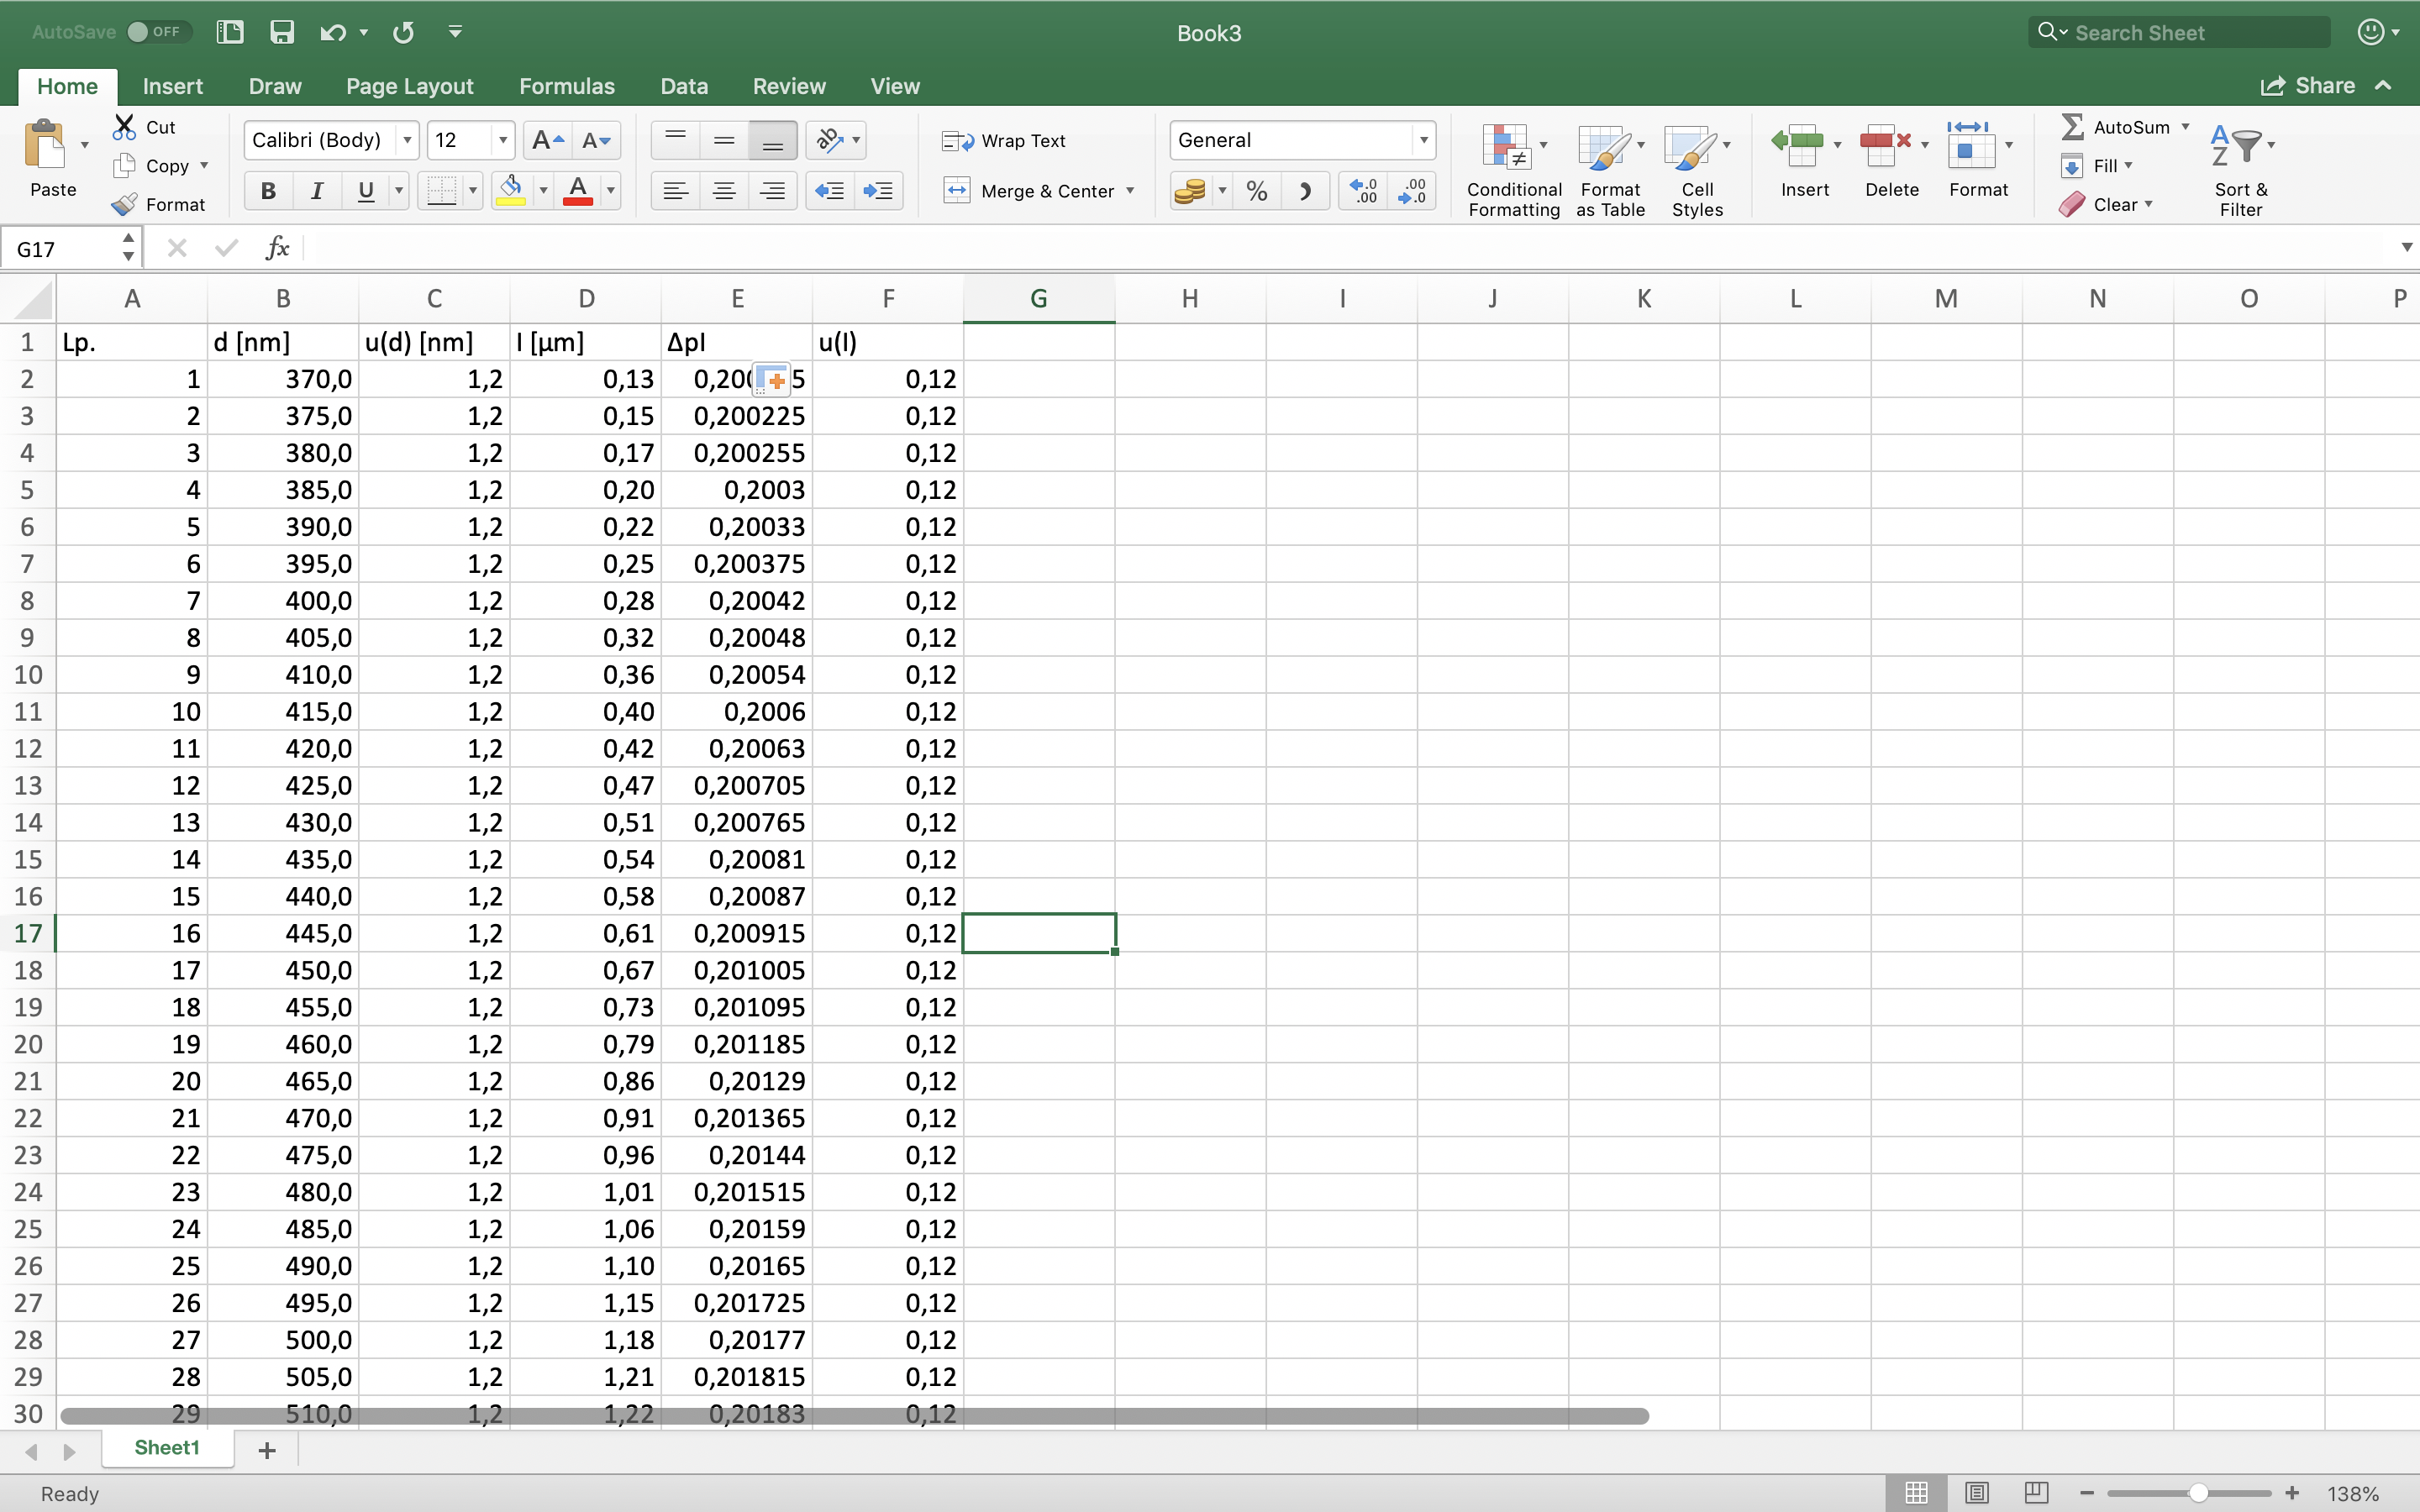 AutoSave OFF Book3 Search Sheet
Home Insert Draw Page Layout Formulas Data Review View Share
Paste Cut Copy Format Calibri (Body) 12 Wrap Text Merge & Center General Conditional Formatting Format as Table Cell Styles Insert Delete Format AutoSum Fill Clear Sort & Filter
G17 fx
A B C D E F G H I J K L M N O P
1 Lp. d [nm] u(d) [nm] I [μm] ΔpI u(I)
2 1 370,0 1,2 0,13 0,12
3 2 375,0 1,2 0,15 0,200225 0,12
4 3 380,0 1,2 0,17 0,200255 0,12
5 4 385,0 1,2 0,20 0,2003 0,12
6 5 390,0 1,2 0,22 0,20033 0,12
7 6 395,0 1,2 0,25 0,200375 0,12
8 7 400,0 1,2 0,28 0,20042 0,12
9 8 405,0 1,2 0,32 0,20048 0,12
10 9 410,0 1,2 0,36 0,20054 0,12
11 10 415,0 1,2 0,40 0,2006 0,12
12 11 420,0 1,2 0,42 0,20063 0,12
13 12 425,0 1,2 0,47 0,200705 0,12
14 13 430,0 1,2 0,51 0,200765 0,12
15 14 435,0 1,2 0,54 0,20081 0,12
16 15 440,0 1,2 0,58 0,20087 0,12
17 16 445,0 1,2 0,61 0,200915 0,12
18 17 450,0 1,2 0,67 0,201005 0,12
19 18 455,0 1,2 0,73 0,201095 0,12
20 19 460,0 1,2 0,79 0,201185 0,12
21 20 465,0 1,2 0,86 0,20129 0,12
22 21 470,0 1,2 0,91 0,201365 0,12
23 22 475,0 1,2 0,96 0,20144 0,12
24 23 480,0 1,2 1,01 0,201515 0,12
25 24 485,0 1,2 1,06 0,20159 0,12
26 25 490,0 1,2 1,10 0,20165 0,12
27 26 495,0 1,2 1,15 0,201725 0,12
28 27 500,0 1,2 1,18 0,20177 0,12
29 28 505,0 1,2 1,21 0,201815 0,12
30 29 510,0 1,2 1,22 0,20183 0,12
Sheet1
Ready 138%